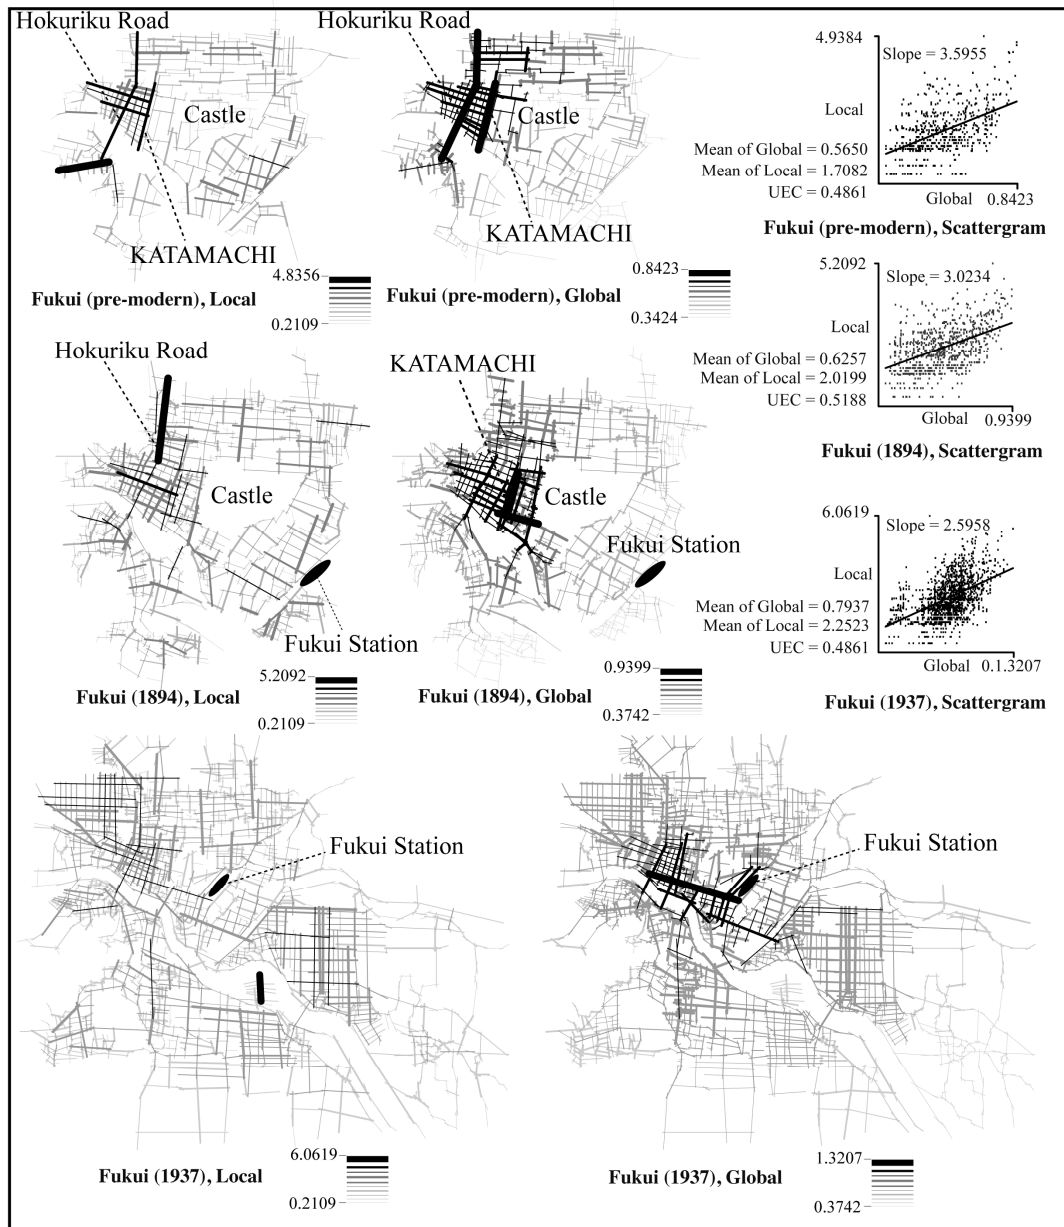 Hokuriku Road
Castle
KATAMACHI
4.8356
0.2109
Fukui (pre-modern), Local
Hokuriku Road
Castle
KATAMACHI
0.8423
0.3424
Fukui (pre-modern), Global
4.9384
Slope = 3.5955
Local
Mean of Global = 0.5650
Mean of Local = 1.7082
UEC = 0.4861
Global 0.8423
Fukui (pre-modern), Scattergram
5.2092
Slope = 3.0234
Local
Mean of Global = 0.6257
Mean of Local = 2.0199
UEC = 0.5188
Global
0.9399
Fukui (1894), Scattergram
Hokuriku Road
Castle
Fukui Station
5.2092
0.2109
Fukui (1894), Local
KATAMACHI
Castle
Fukui Station
0.9399
0.3742
Fukui (1894), Global
6.0619
Slope = 2.5958
Local
Mean of Global = 0.7937
Mean of Local = 2.2523
UEC = 0.4861
Global 0.1.3207
Fukui (1937), Scattergram
Fukui Station
6.0619
0.2109
Fukui (1937), Local
Fukui Station
1.3207
0.3742
Fukui (1937), Global